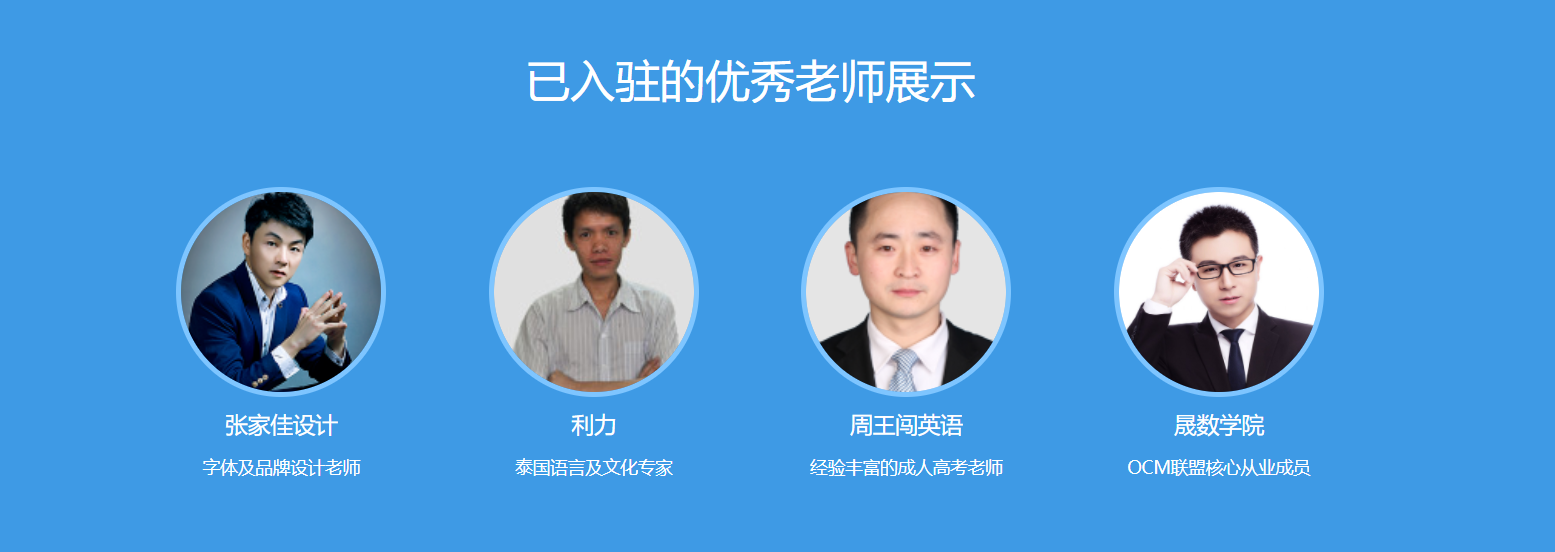 已入驻的优秀老师展示
张家佳设计
利力
周王闯英语
晟数学院
字体及品牌设计老师
泰国语言及文化专家
经验丰富的成人高考老师
OCM联盟核心从业成员